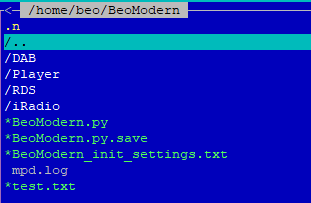 <- /home/beo/BeoModern
.n
/..
/DAB
/Player
/RDS
/iRadio
*BeoModern.py
*BeoModern.py.save
*BeoModern_init_settings.txt
mpd.log
*test.txt